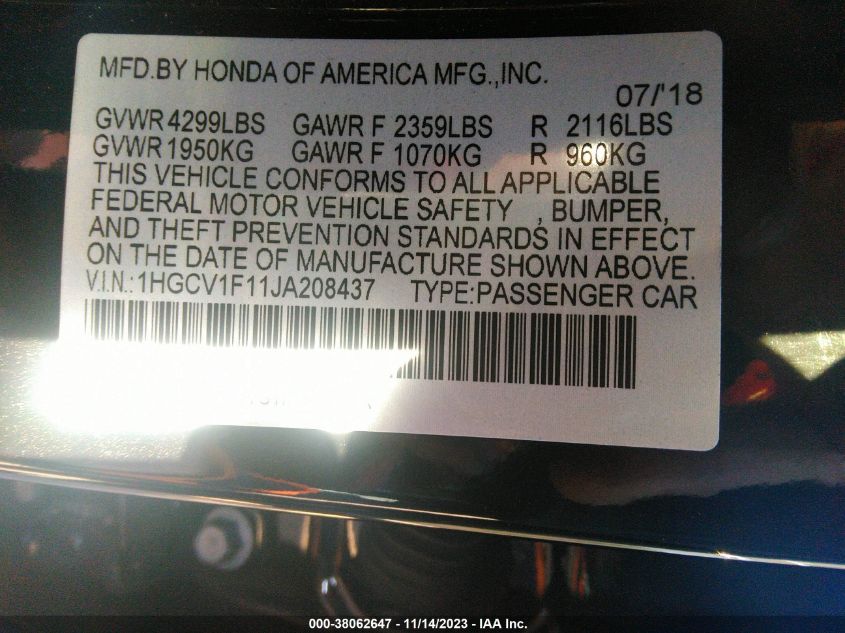 MFD.BY HONDA OF AMERICA MFG.,INC.
07/'18
GVWR 4299LBS GAWR F 2359LBS R 2116LBS
GVWR 1950KG GAWR F 1070KG R 960KG
THIS VEHICLE CONFORMS TO ALL APPLICABLE
FEDERAL MOTOR VEHICLE SAFETY , BUMPER,
AND THEFT PREVENTION STANDARDS IN EFFECT
ON THE DATE OF MANUFACTURE SHOWN ABOVE.
V.I.N.:1HGCV1F11JA208437 TYPE:PASSENGER CAR
000-38062647 - 11/14/2023 - IAA Inc.